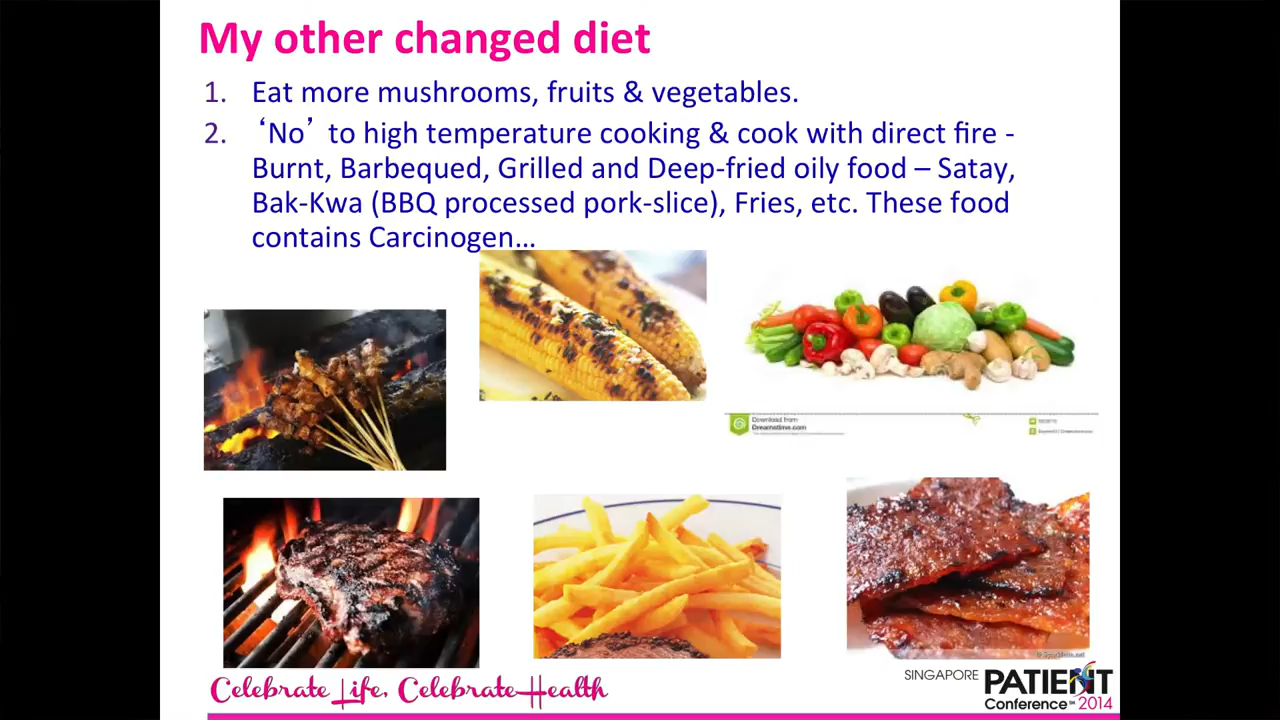 My other changed diet
1. Eat more mushrooms, fruits & vegetables.
2. ‘No’ to high temperature cooking & cook with direct fire -
Burnt, Barbequed, Grilled and Deep-fried oily food – Satay,
Bak-Kwa (BBQ processed pork-slice), Fries, etc. These food
contains Carcinogen…
Downloaded from
Dreamstime.com
Celebrate Life, Celebrate Health
SINGAPORE PATIENT
Conference 2014